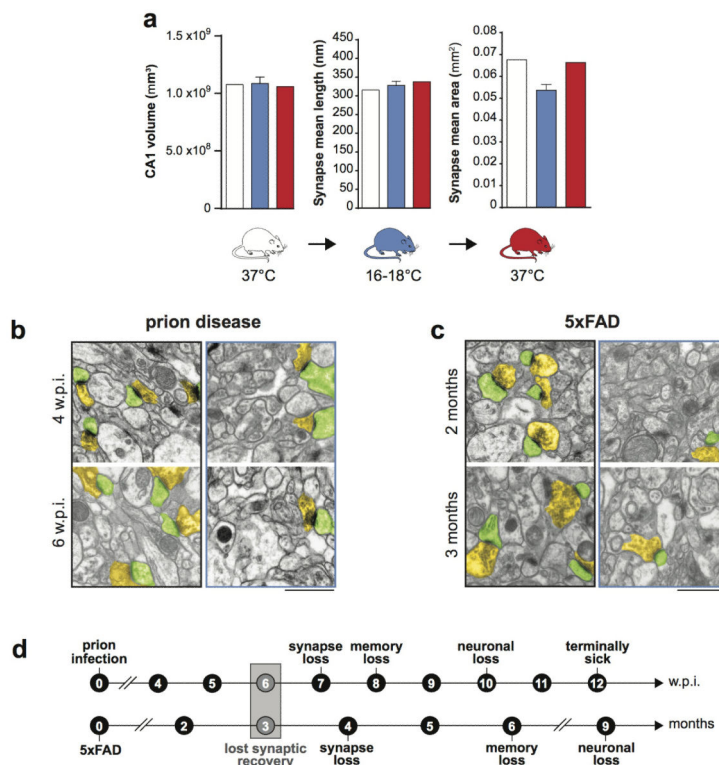 a
CA1 volume (mm³)
1.5 x10⁹
1.0 x10⁹
5.0 x10⁸
0
Synapse mean length (nm)
450
400
350
300
250
200
150
100
50
0
Synapse mean area (mm²)
0.08
0.07
0.06
0.05
0.04
0.03
0.02
0.01
0
37°C
16-18°C
37°C
b
prion disease
4 w.p.i.
6 w.p.i.
c
5xFAD
2 months
3 months
d
prion
infection
synapse
loss
memory
loss
neuronal
loss
terminally
sick
0 4 5 6 7 8 9 10 11 12 w.p.i.
0 2 3 4 5 6 9 months
5xFAD
lost synaptic
recovery
synapse
loss
memory
loss
neuronal
loss